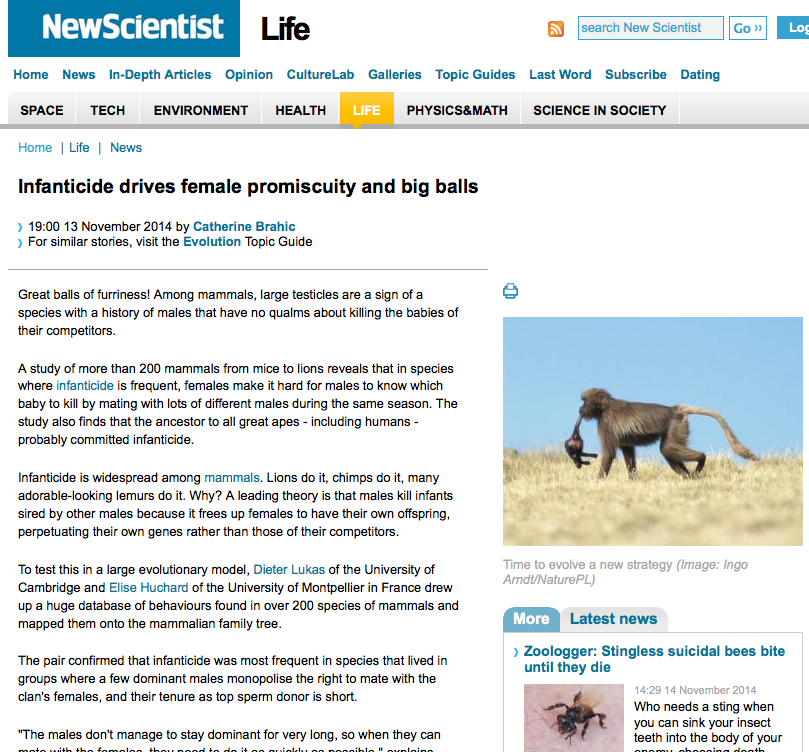 NewScientist
Life
search New Scientist
Go ››
Log
Home News In-Depth Articles Opinion CultureLab Galleries Topic Guides Last Word Subscribe Dating
SPACE TECH ENVIRONMENT HEALTH LIFE PHYSICS&MATH SCIENCE IN SOCIETY
Home | Life | News
Infanticide drives female promiscuity and big balls
19:00 13 November 2014 by Catherine Brahic
For similar stories, visit the Evolution Topic Guide
Great balls of furriness! Among mammals, large testicles are a sign of a
species with a history of males that have no qualms about killing the babies of
their competitors.
A study of more than 200 mammals from mice to lions reveals that in species
where infanticide is frequent, females make it hard for males to know which
baby to kill by mating with lots of different males during the same season. The
study also finds that the ancestor to all great apes - including humans -
probably committed infanticide.
Infanticide is widespread among mammals. Lions do it, chimps do it, many
adorable-looking lemurs do it. Why? A leading theory is that males kill infants
sired by other males because it frees up females to have their own offspring,
perpetuating their own genes rather than those of their competitors.
To test this in a large evolutionary model, Dieter Lukas of the University of
Cambridge and Elise Huchard of the University of Montpellier in France drew
up a huge database of behaviours found in over 200 species of mammals and
mapped them onto the mammalian family tree.
The pair confirmed that infanticide was most frequent in species that lived in
groups where a few dominant males monopolise the right to mate with the
clan's females, and their tenure as top sperm donor is short.
"The males don't manage to stay dominant for very long, so when they can
mate with the females, they need to do it as quickly as possible," explains
Time to evolve a new strategy (Image: Ingo
Arndt/NaturePL)
More Latest news
Zoologger: Stingless suicidal bees bite
until they die
14:29 14 November 2014
Who needs a sting when
you can sink your insect
teeth into the body of your
enemy, choosing death